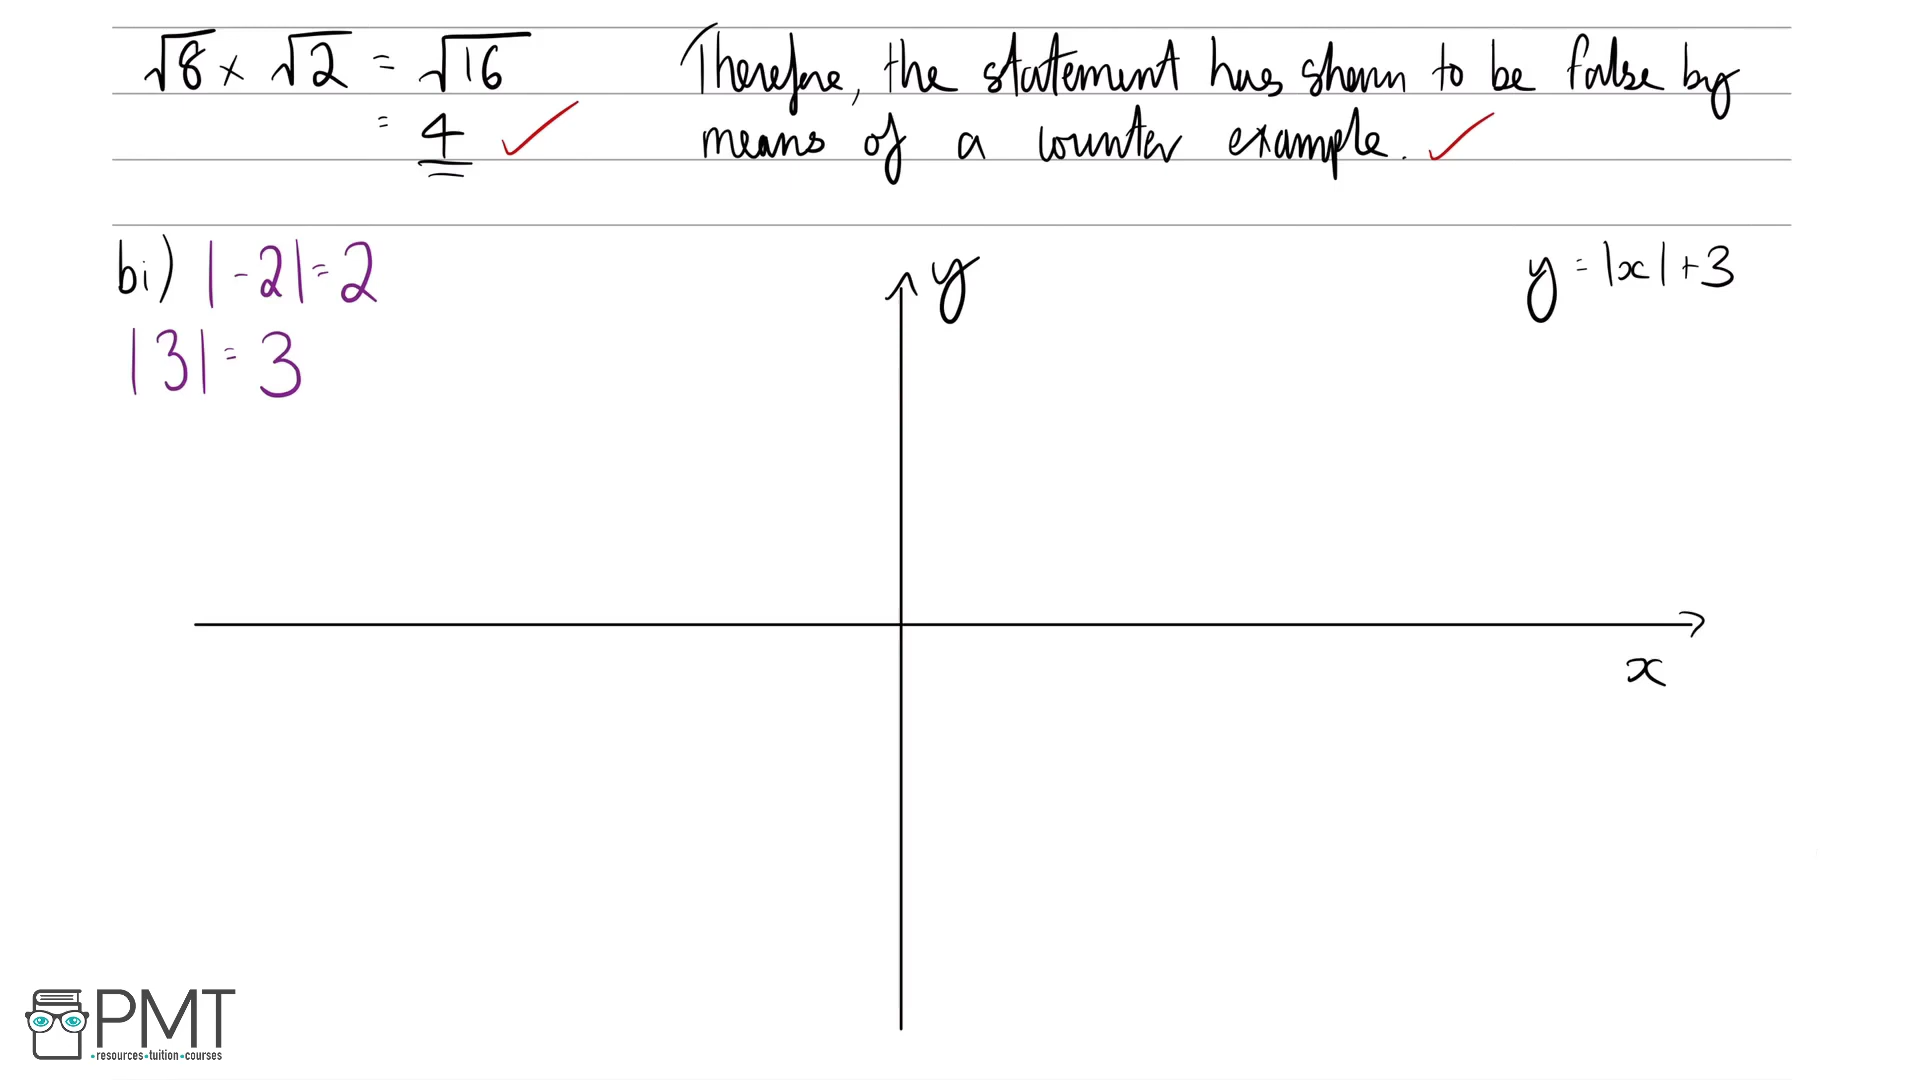 √8 × √2 = √16
= 4
Therefore, the statement has shown to be false by
means of a counter example.
bi) |-2| = 2
|3| = 3
y
y = |x| + 3
x
PMT
•resources•tuition•courses